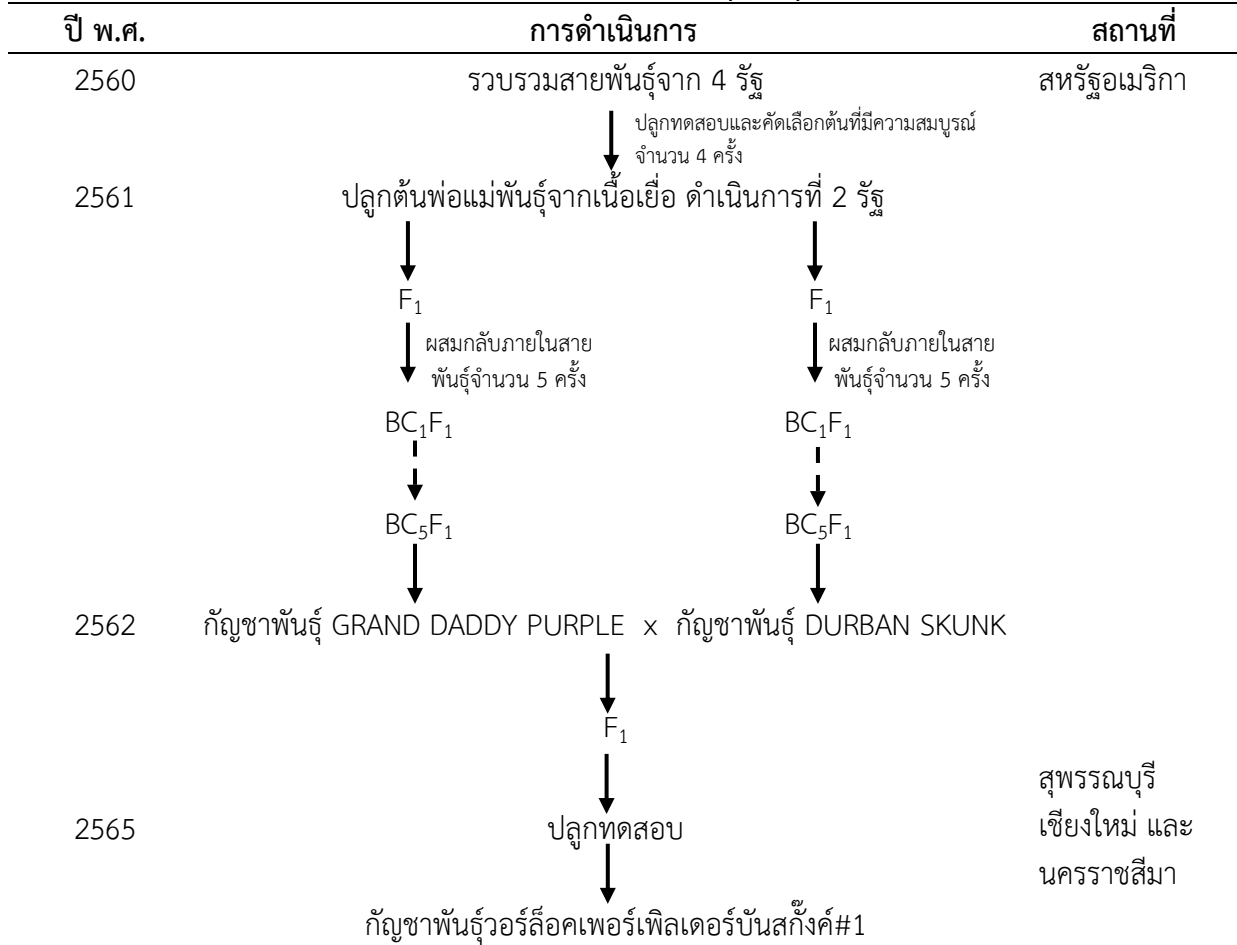 ปี พ.ศ. การดำเนินการ สถานที่
2560 รวบรวมสายพันธุ์จาก 4 รัฐ สหรัฐอเมริกา
ปลูกทดสอบและคัดเลือกต้นที่มีความสมบูรณ์
จำนวน 4 ครั้ง
2561 ปลูกต้นพ่อแม่พันธุ์จากเนื้อเยื่อ ดำเนินการที่ 2 รัฐ
F₁ F₁
ผสมกลับภายในสาย ผสมกลับภายในสาย
พันธุ์จำนวน 5 ครั้ง พันธุ์จำนวน 5 ครั้ง
BC₁F₁ BC₁F₁
BC₅F₁ BC₅F₁
2562 กัญชาพันธุ์ GRAND DADDY PURPLE x กัญชาพันธุ์ DURBAN SKUNK
F₁
สุพรรณบุรี
2565 ปลูกทดสอบ เชียงใหม่ และ
นครราชสีมา
กัญชาพันธุ์วอร์ล็อคเพอร์เพิลเดอร์บันสกั๊งค์#1